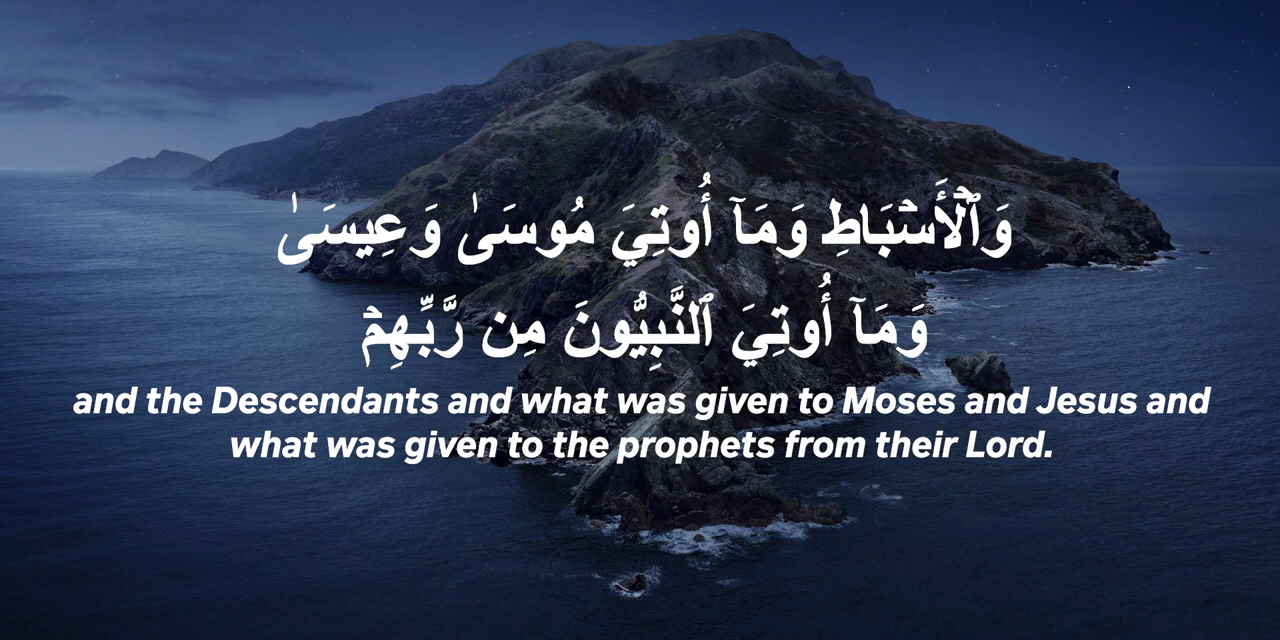 وَٱلۡأَسۡبَاطِ وَمَآ أُوتِيَ مُوسَىٰ وَعِيسَىٰ
وَمَآ أُوتِيَ ٱلنَّبِيُّونَ مِن رَّبِّهِمۡ
and the Descendants and what was given to Moses and Jesus and
what was given to the prophets from their Lord.